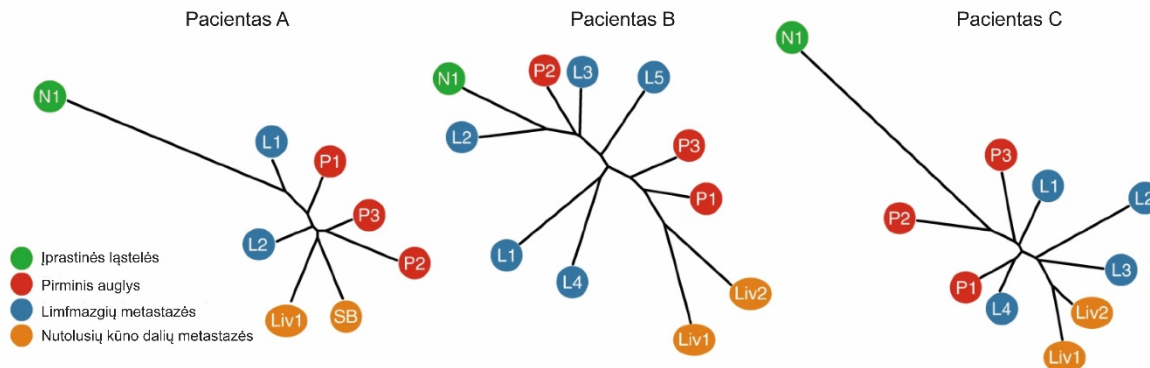 Pacientas A
Pacientas B
Pacientas C
N1
L1
P1
P3
L2
P2
Liv1
SB
N1
P2
L3
L5
L2
P3
P1
L1
L4
Liv2
Liv1
N1
P3
L1
L2
P2
L3
P1
L4
Liv2
Liv1
Įprastinės ląstelės
Pirminis auglys
Limfmazgių metastazės
Nutolusių kūno dalių metastazės